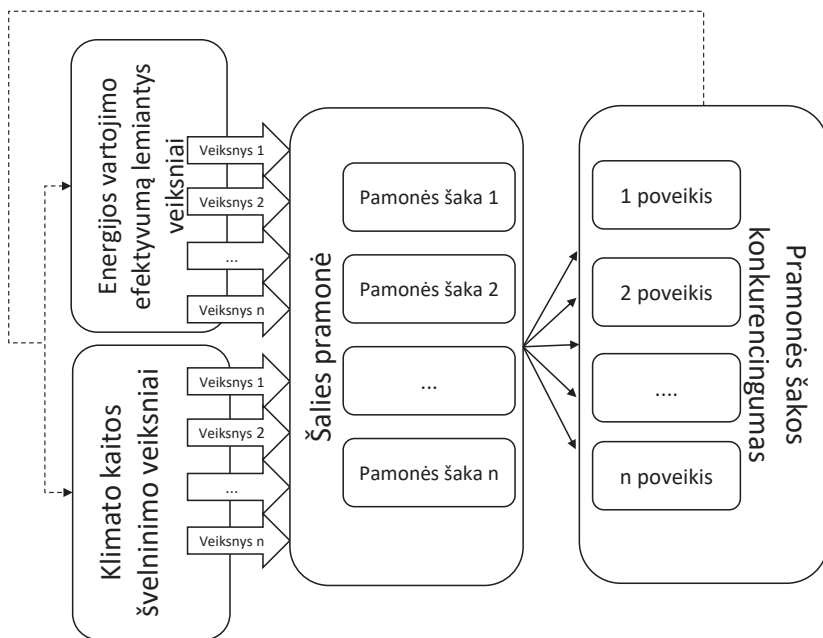 Energijos vartojimo
efektyvumą lemiantys
veiksniai
Veiksnys 1
Veiksnys 2
...
Veiksnys n
Klimato kaitos
švelninimo veiksniai
Veiksnys 1
Veiksnys 2
...
Veiksnys n
Šalies pramonė
Pamonės šaka 1
Pamonės šaka 2
...
Pamonės šaka n
1 poveikis
2 poveikis
....
n poveikis
Pramonės šakos
konkurencingumas